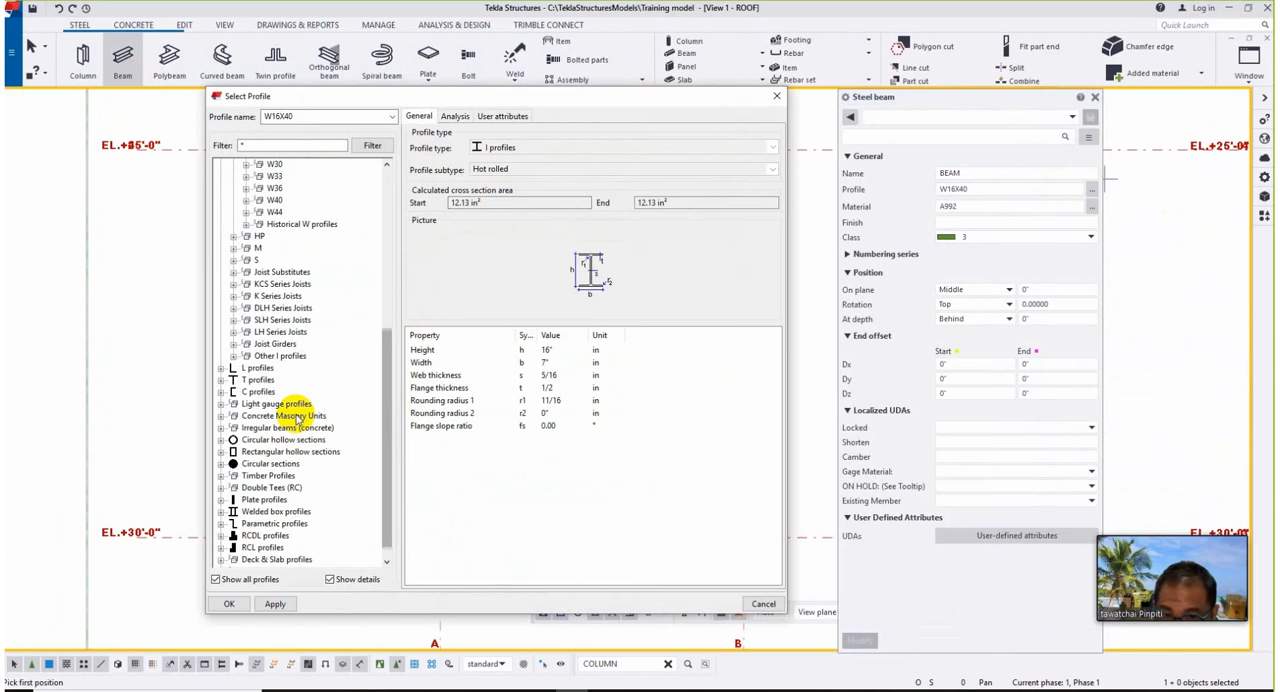 Tekla Structures - C:\TeklaStructuresModels\Training model - [View 1 - ROOF]
Log in
STEEL CONCRETE EDIT VIEW DRAWINGS & REPORTS MANAGE ANALYSIS & DESIGN TRIMBLE CONNECT
Quick Launch
Column Beam Polybeam Curved beam Twin profile Orthogonal beam Spiral beam Plate Bolt Weld
Item
Bolted parts
Assembly
Column
Beam
Panel
Slab
Footing
Rebar
Item
Rebar set
Polygon cut
Line cut
Part cut
Fit part end
Split
Combine
Chamfer edge
Added material
Window
Select Profile
Profile name: W16X40
Filter: * Filter
W30
W33
W36
W40
W44
Historical W profiles
HP
M
S
Joist Substitutes
KCS Series Joists
K Series Joists
DLH Series Joists
SLH Series Joists
LH Series Joists
Joist Girders
Other I profiles
L profiles
T profiles
C profiles
Light gauge profiles
Concrete Masonry Units
Irregular beams (concrete)
Circular hollow sections
Rectangular hollow sections
Circular sections
Timber Profiles
Double Tees (RC)
Plate profiles
Welded box profiles
Parametric profiles
RCDL profiles
RCL profiles
Deck & Slab profiles
Show all profiles Show details
OK Apply Cancel
General Analysis User attributes
Profile type
Profile type: I profiles
Profile subtype: Hot rolled
Calculated cross section area
Start 12.13 in² End 12.13 in²
Picture
h
r1
t
s
r2
b
Property Sy... Value Unit
Height h 16" in
Width b 7" in
Web thickness s 5/16 in
Flange thickness t 1/2 in
Rounding radius 1 r1 11/16 in
Rounding radius 2 r2 0" in
Flange slope ratio fs 0.00 °
Steel beam
General
Name BEAM
Profile W16X40 ...
Material A992 ...
Finish
Class 3
Numbering series
Position
On plane Middle 0"
Rotation Top 0.00000
At depth Behind 0"
End offset
Start End
Dx 0" 0"
Dy 0" 0"
Dz 0" 0"
Localized UDAs
Locked
Shorten
Camber
Gage Material:
ON HOLD: (See Tooltip)
Existing Member
User Defined Attributes
UDAs User-defined attributes
Modify
EL.+25'-0"
EL.+30'-0"
A B
View plane
tawatchai Pinpiti
standard COLUMN
Pick first position
O S 0 Pan Current phase: 1, Phase 1 1 + 0 objects selected